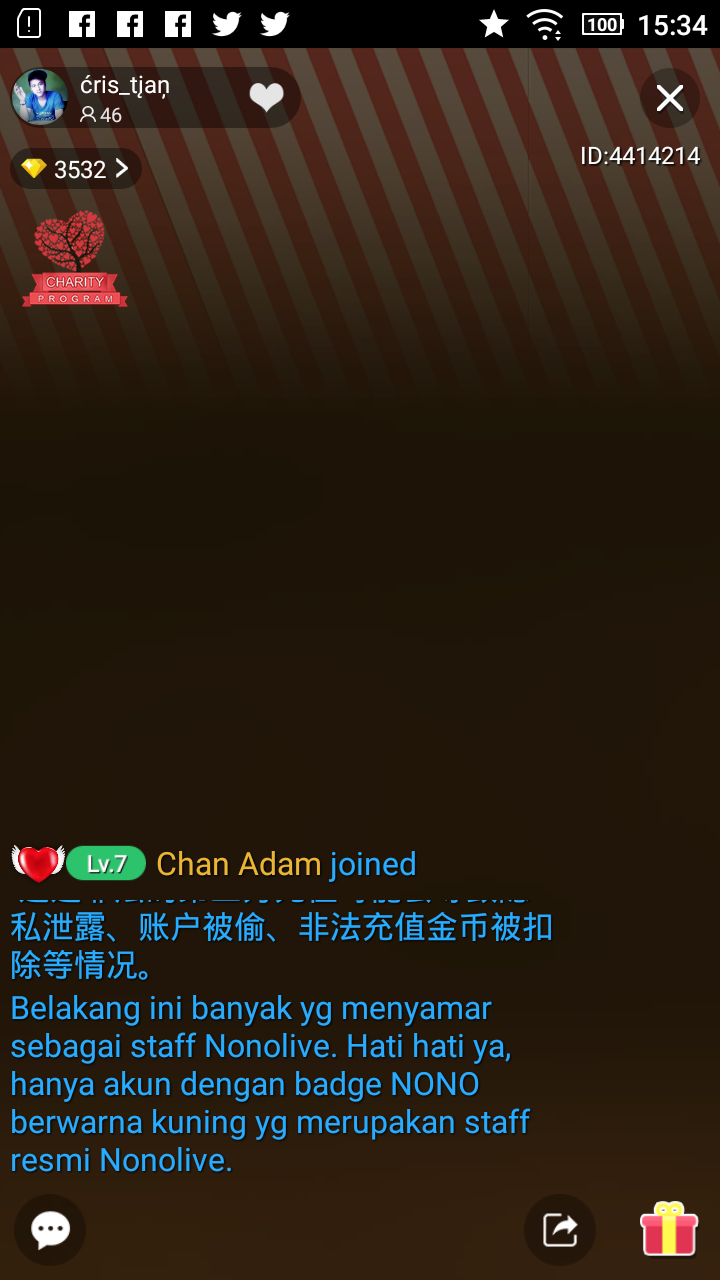 100 15:34
ćris_tjaņ
46
3532
ID:4414214
CHARITY
PROGRAM
Lv.7 Chan Adam joined
私泄露、账户被偷、非法充值金币被扣
除等情况。
Belakang ini banyak yg menyamar
sebagai staff Nonolive. Hati hati ya,
hanya akun dengan badge NONO
berwarna kuning yg merupakan staff
resmi Nonolive.